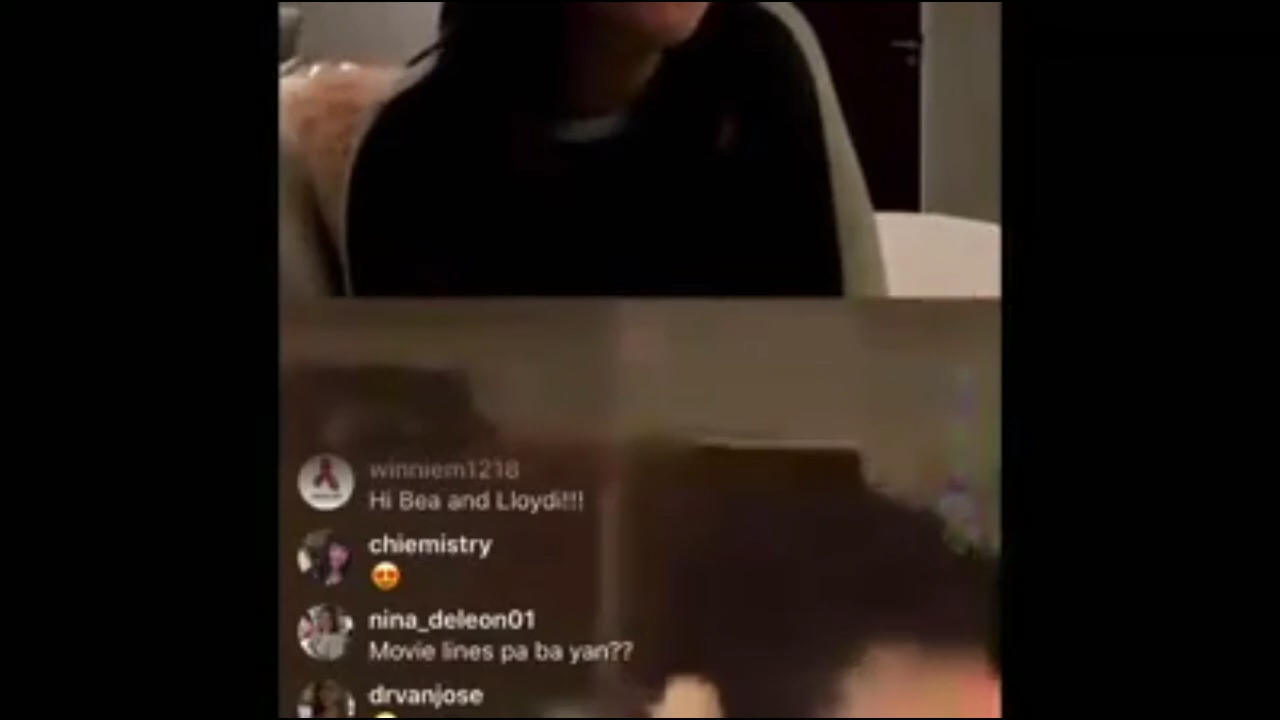 winniem1218
Hi Bea and Lloydi!!!
chiemistry
😍
nina_deleon01
Movie lines pa ba yan??
drvanjose